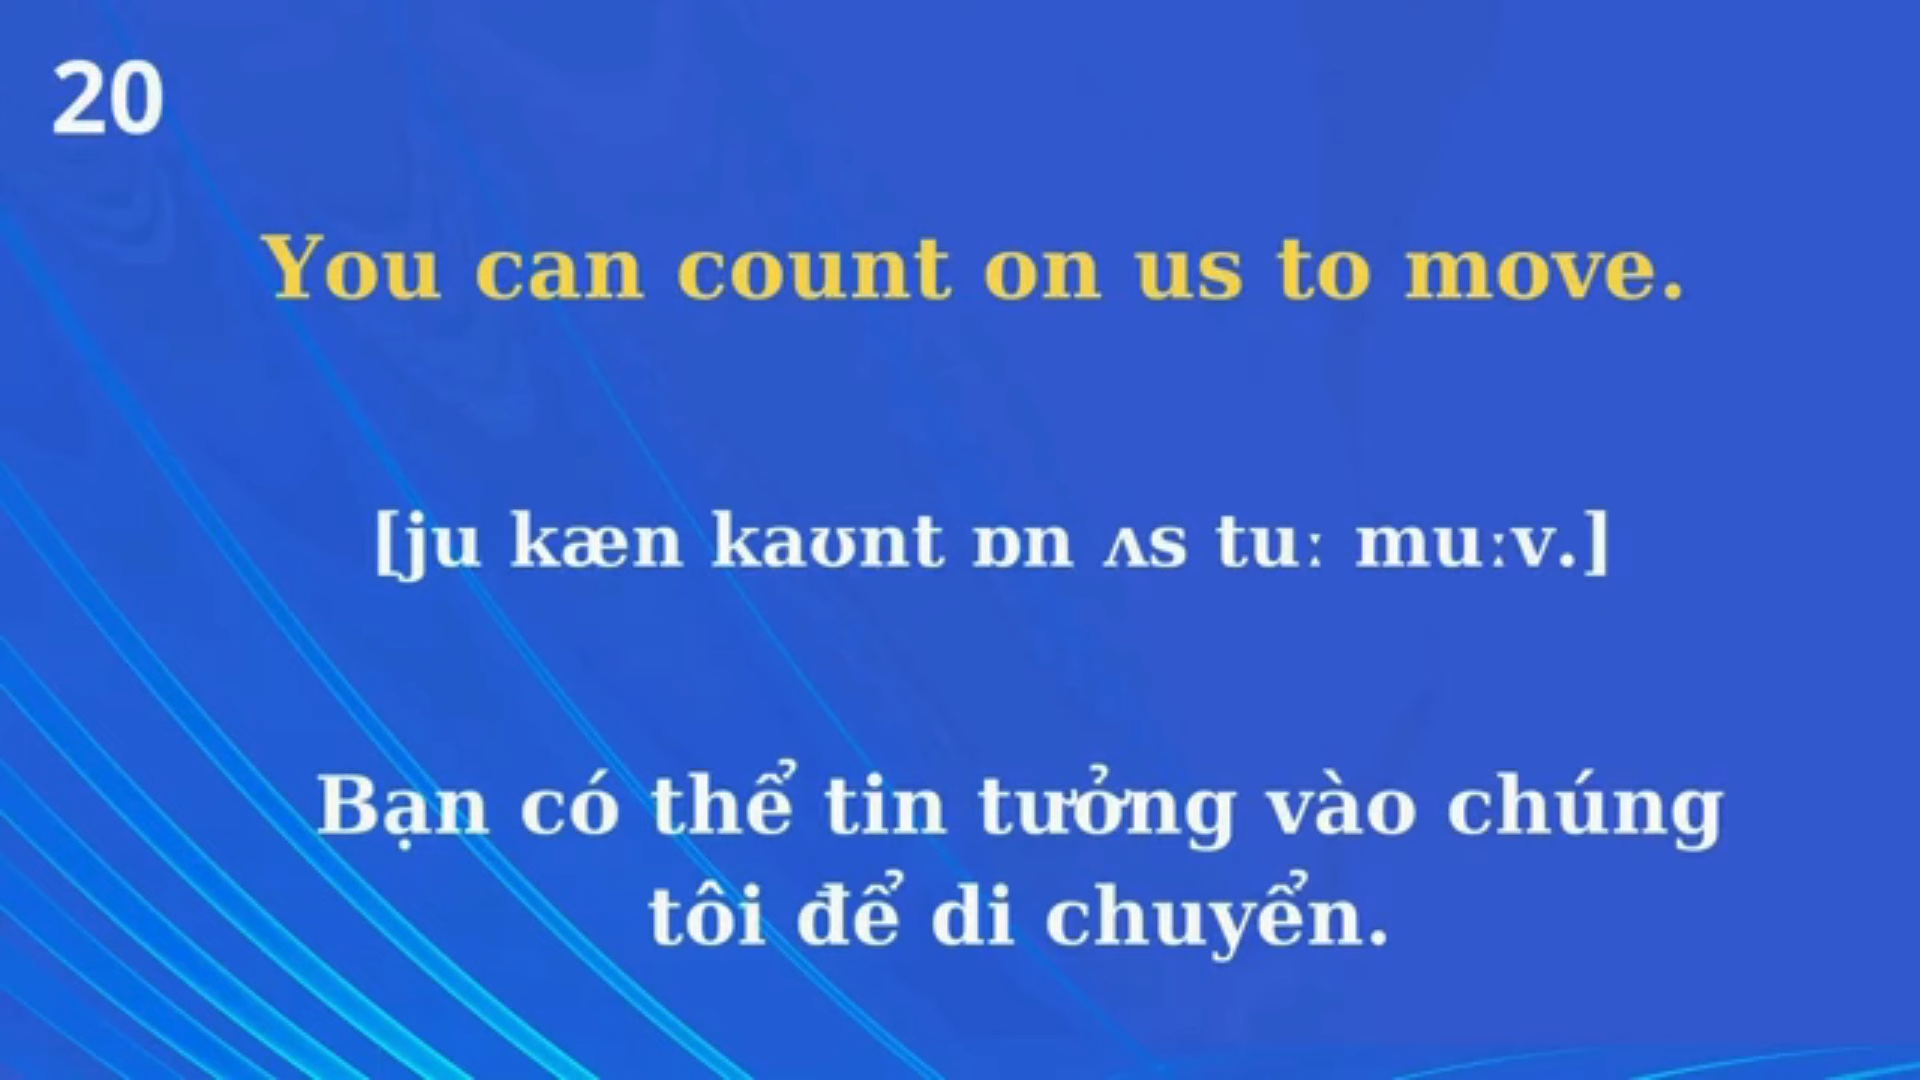 20
You can count on us to move.
[ju kæn kaʊnt ɒn ʌs tuː muːv.]
Bạn có thể tin tưởng vào chúng
tôi để di chuyển.